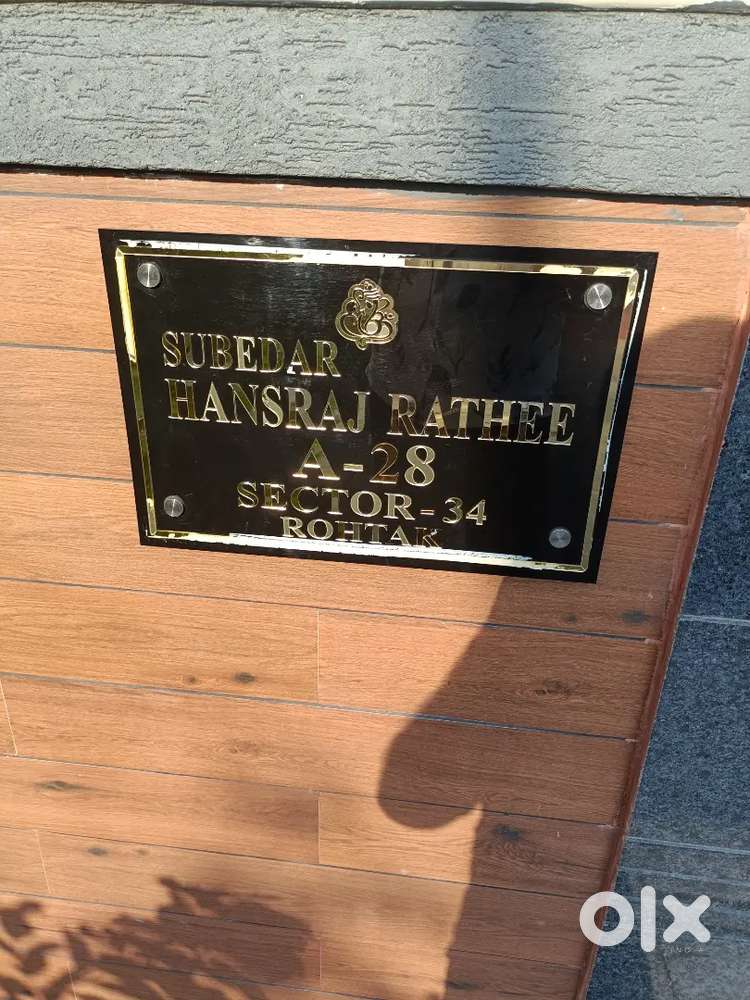 SUBEDAR
HANSRAJ RATHEE
A-28
SECTOR-34
ROHTAK
olx